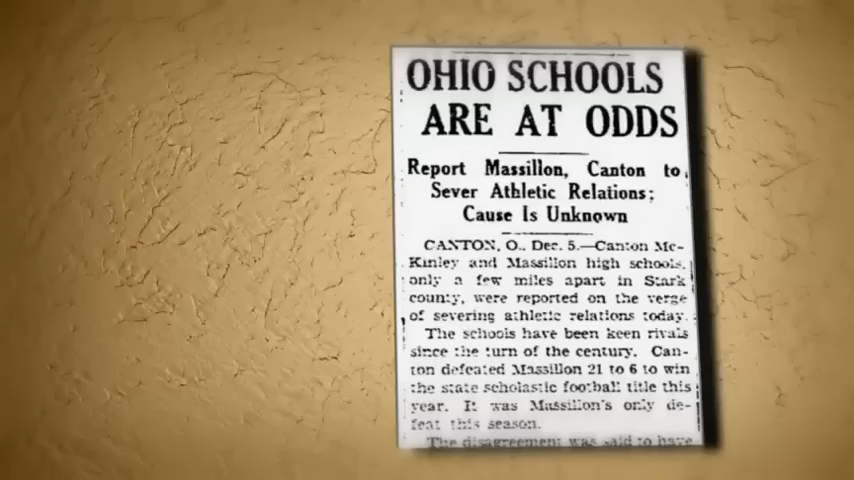 OHIO SCHOOLS
ARE AT ODDS
Report Massillon, Canton to
Sever Athletic Relations;
Cause Is Unknown
CANTON, O., Dec. 5.—Canton Mc-
Kinley and Massillon high schools,
only a few miles apart in Stark
county, were reported on the verge
of severing athletic relations today.
The schools have been keen rivals
since the turn of the century. Can-
ton defeated Massillon 21 to 6 to win
the state scholastic football title this
year. It was Massillon's only de-
feat this season.
The disagreement was said to have